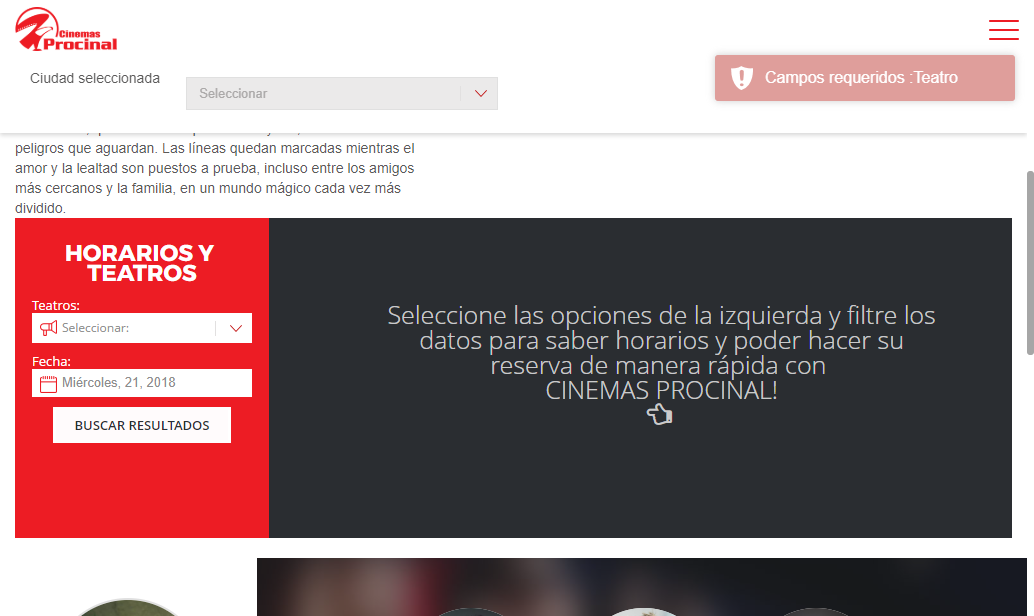 Cinemas
Procinal
Ciudad seleccionada
Seleccionar
Campos requeridos :Teatro
peligros que aguardan. Las líneas quedan marcadas mientras el
amor y la lealtad son puestos a prueba, incluso entre los amigos
más cercanos y la familia, en un mundo mágico cada vez más
dividido.
HORARIOS Y
TEATROS
Teatros:
Seleccionar:
Fecha:
Miércoles, 21, 2018
BUSCAR RESULTADOS
Seleccione las opciones de la izquierda y filtre los
datos para saber horarios y poder hacer su
reserva de manera rápida con
CINEMAS PROCINAL!